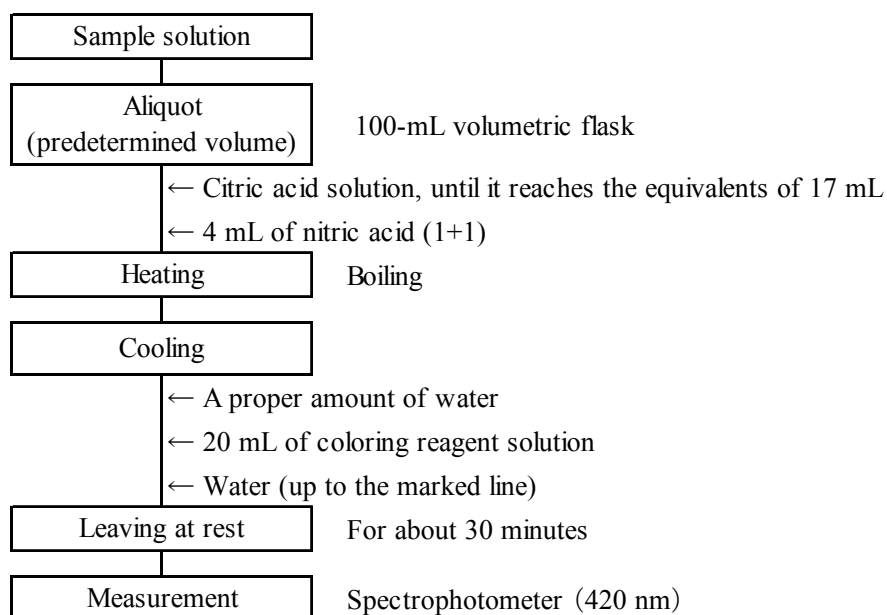 Sample solution
Aliquot
(predetermined volume)
100-mL volumetric flask
← Citric acid solution, until it reaches the equivalents of 17 mL
← 4 mL of nitric acid (1+1)
Heating
Boiling
Cooling
← A proper amount of water
← 20 mL of coloring reagent solution
← Water (up to the marked line)
Leaving at rest
For about 30 minutes
Measurement
Spectrophotometer (420 nm)